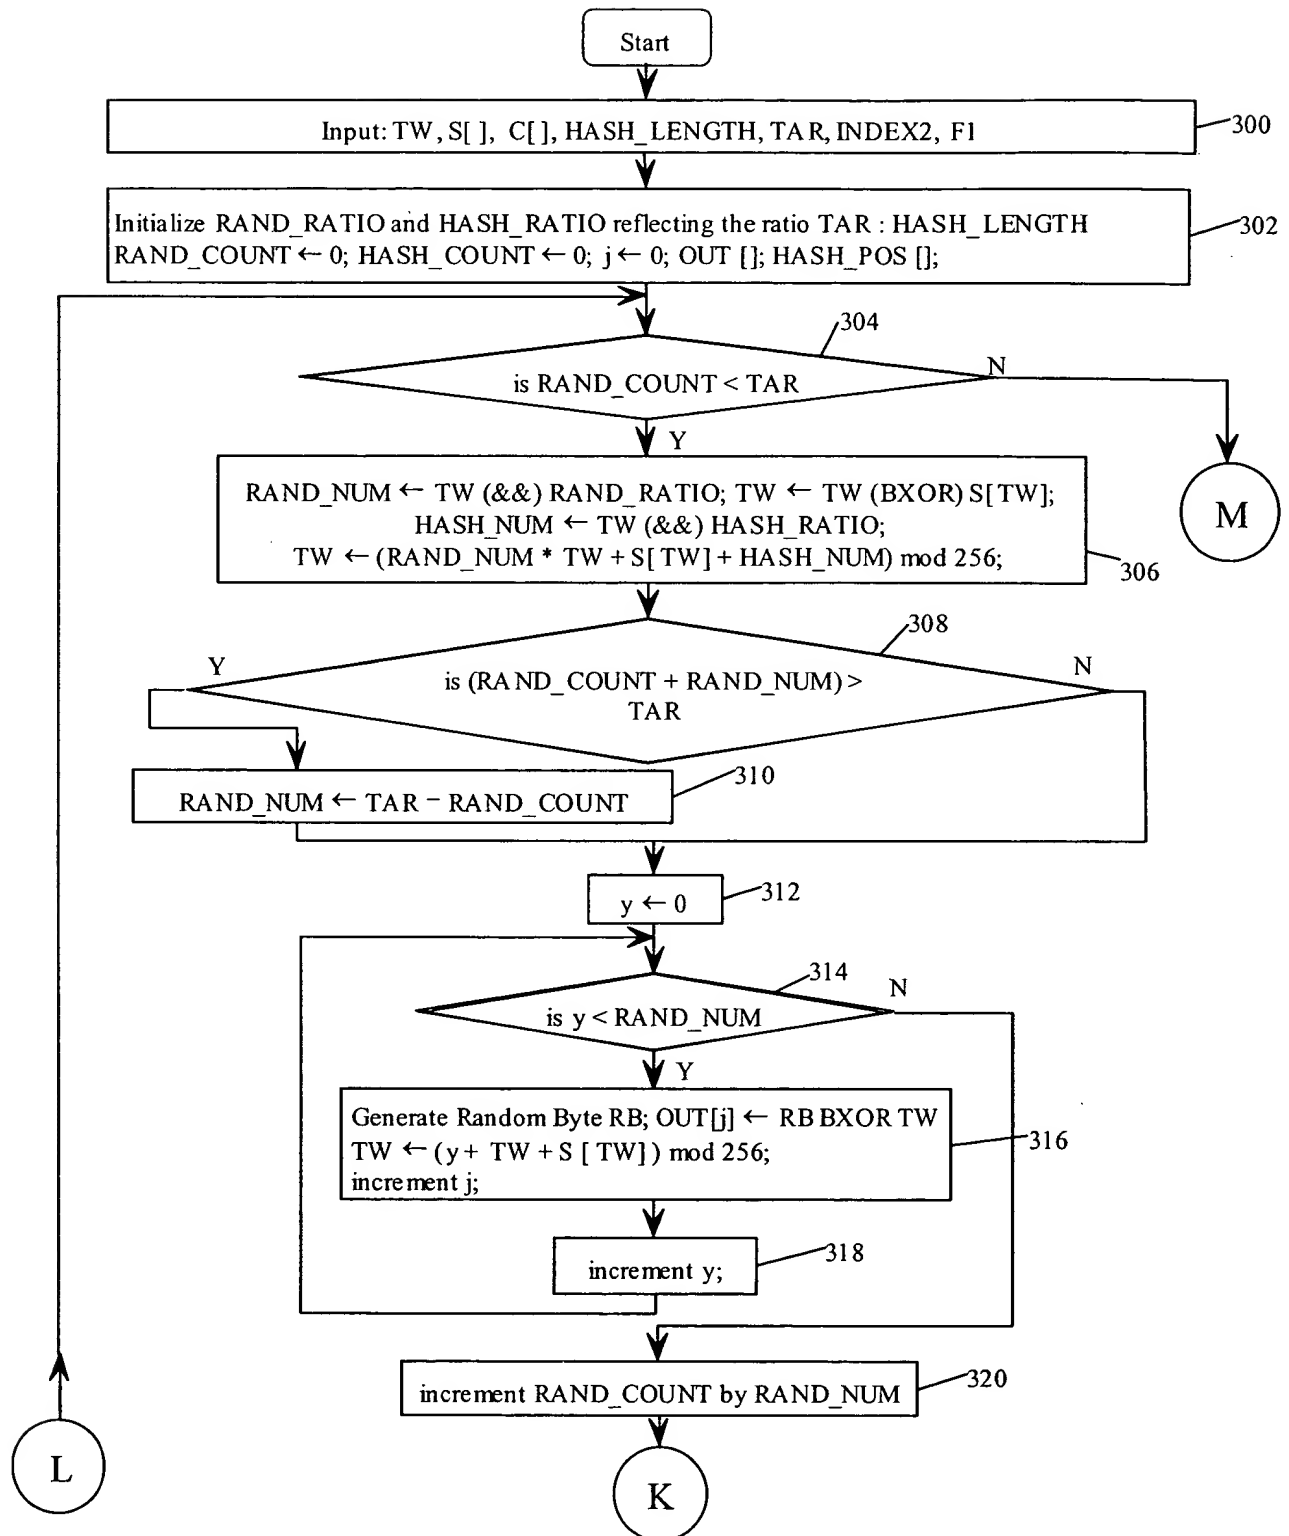 Start
Input: TW, S[ ], C[ ], HASH_LENGTH, TAR, INDEX2, F1
300
Initialize RAND_RATIO and HASH_RATIO reflecting the ratio TAR : HASH_LENGTH
RAND_COUNT ← 0; HASH_COUNT ← 0; j ← 0; OUT []; HASH_POS [];
302
304
is RAND_COUNT < TAR
N
Y
M
RAND_NUM ← TW (&&) RAND_RATIO; TW ← TW (BXOR) S[TW];
HASH_NUM ← TW (&&) HASH_RATIO;
TW ← (RAND_NUM * TW + S[TW] + HASH_NUM) mod 256;
306
308
Y
N
is (RAND_COUNT + RAND_NUM) >
TAR
310
RAND_NUM ← TAR - RAND_COUNT
y ← 0
312
314
N
is y < RAND_NUM
Y
Generate Random Byte RB; OUT[j] ← RB BXOR TW
TW ← (y + TW + S [ TW] ) mod 256;
increment j;
316
increment y;
318
increment RAND_COUNT by RAND_NUM
320
L
K